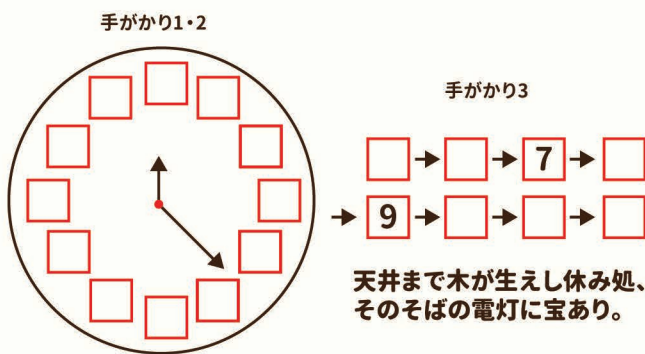 手がかり1・2
手がかり3
7
9
天井まで木が生えし休み処、
そのそばの電灯に宝あり。